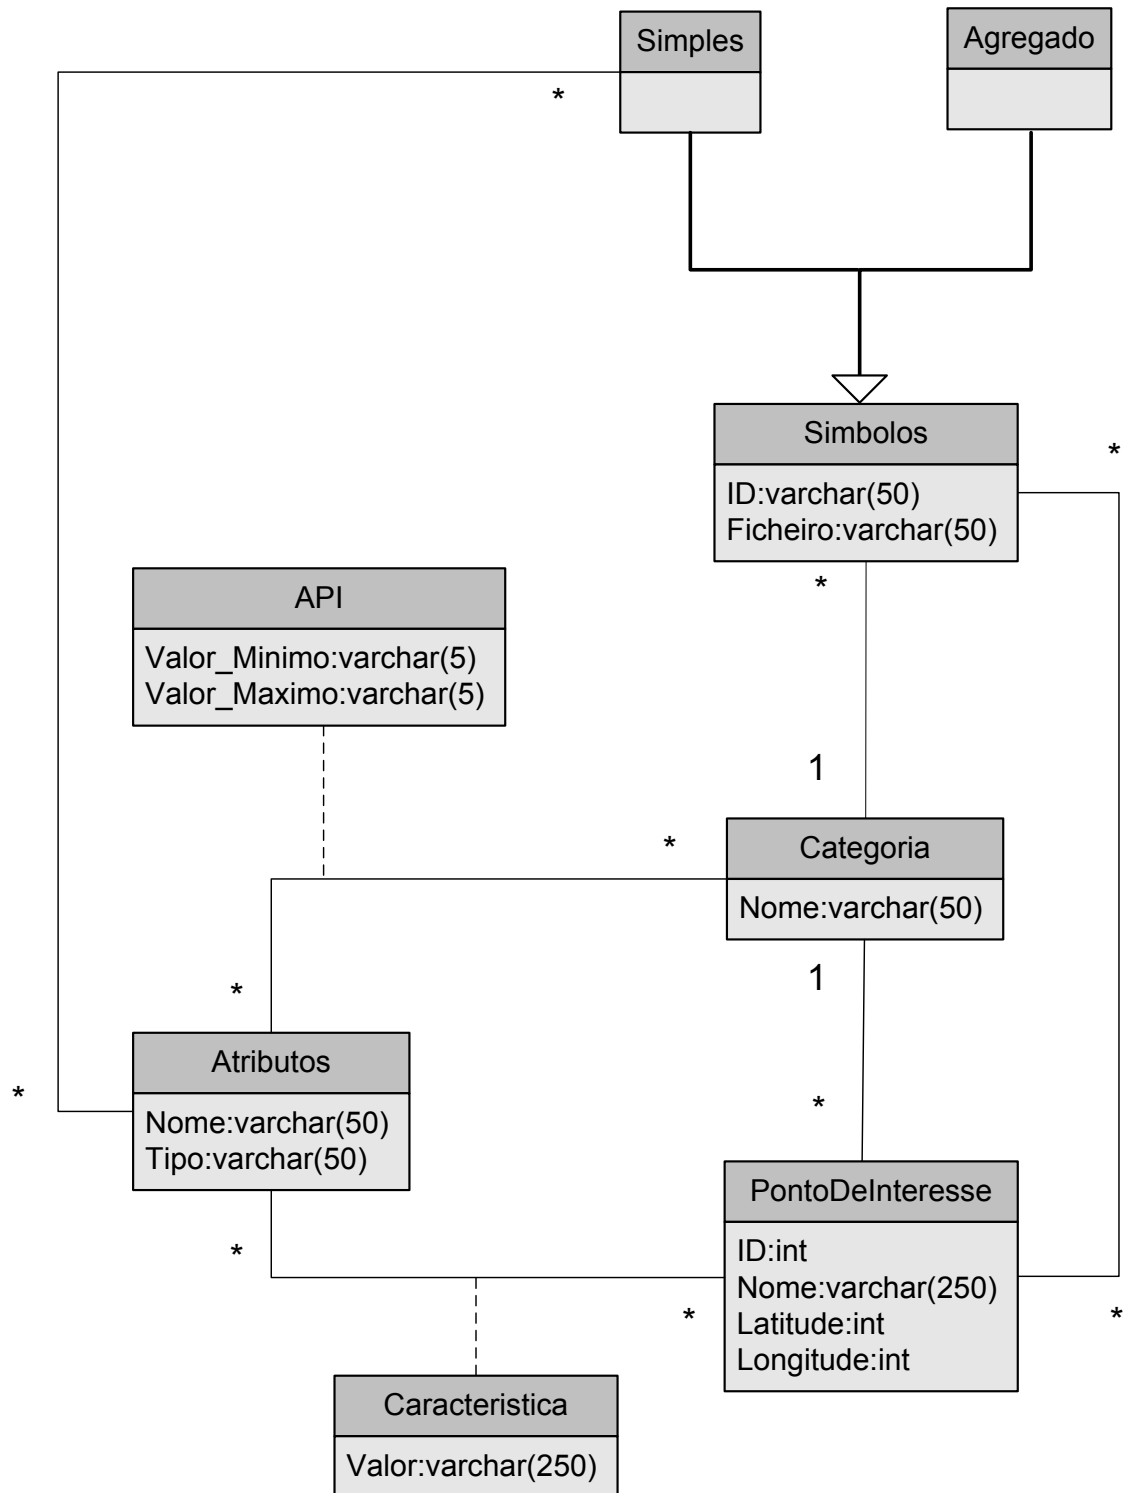 Simples
Agregado
*
Simbolos
*
ID:varchar(50)
Ficheiro:varchar(50)
*
API
Valor_Minimo:varchar(5)
Valor_Maximo:varchar(5)
1
*
Categoria
Nome:varchar(50)
1
*
Atributos
*
*
Nome:varchar(50)
Tipo:varchar(50)
PontoDeInteresse
*
ID:int
Nome:varchar(250)
*
*
Latitude:int
Longitude:int
Caracteristica
Valor:varchar(250)